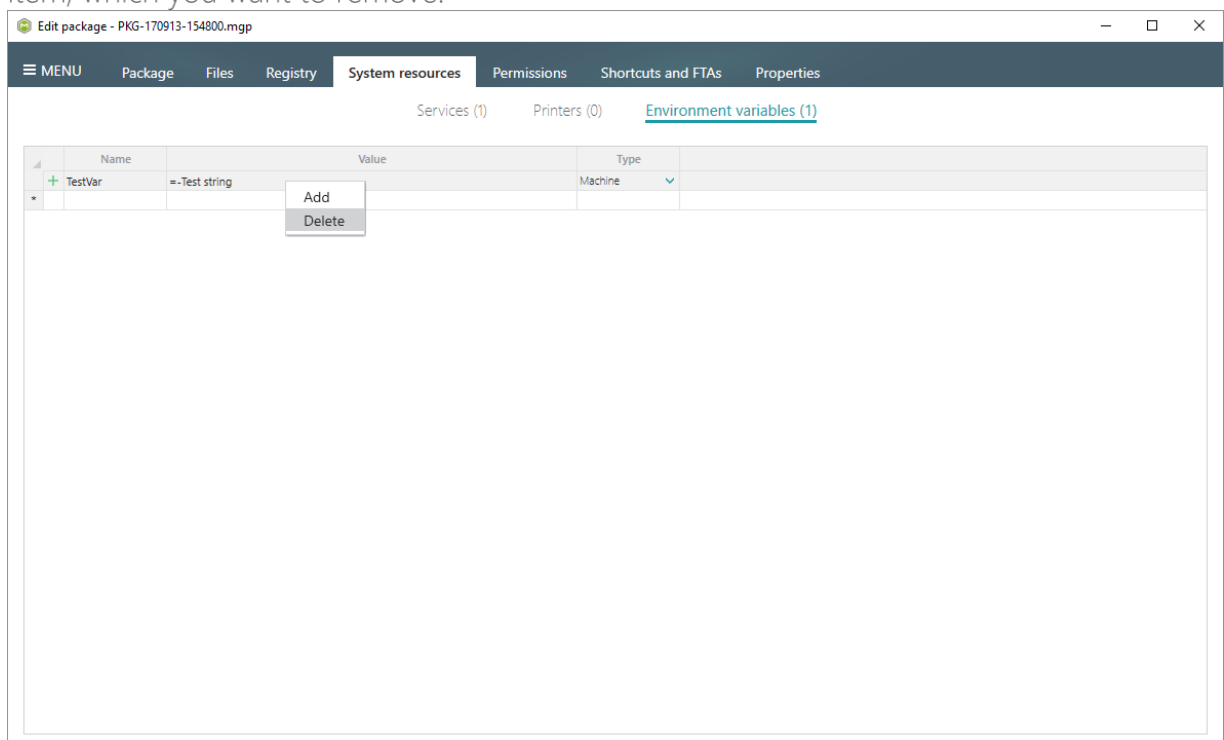 item, which you want to remove.
Edit package - PKG-170913-154800.mgp
MENU Package Files Registry System resources Permissions Shortcuts and FTAs Properties
Services (1) Printers (0) Environment variables (1)
Name Value Type
+ TestVar =-Test string Machine
*
Add
Delete